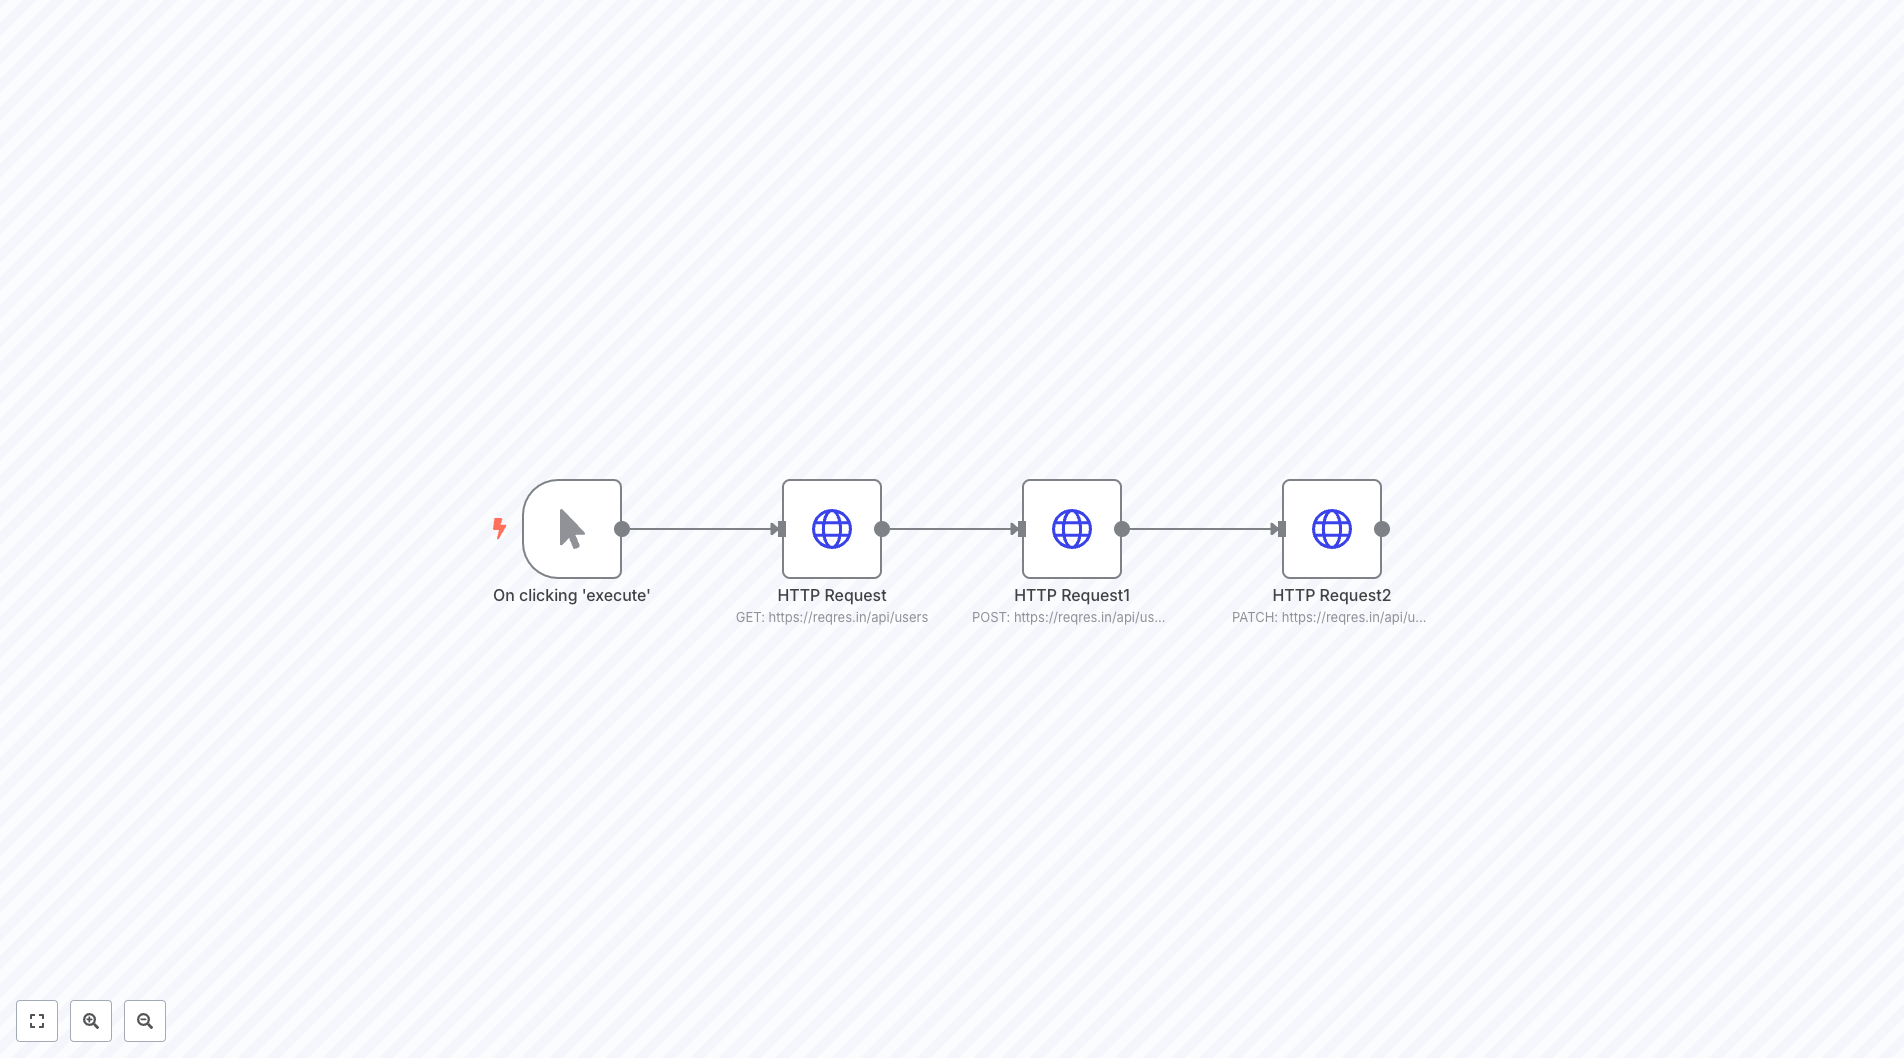 On clicking 'execute'
HTTP Request
GET: https://reqres.in/api/users
HTTP Request1
POST: https://reqres.in/api/us...
HTTP Request2
PATCH: https://reqres.in/api/u...